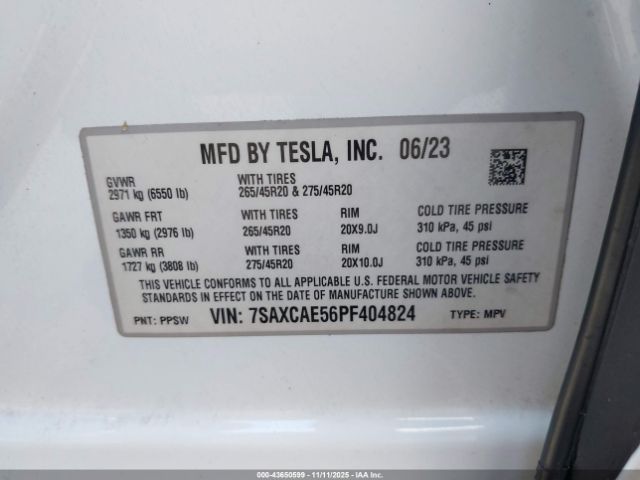 MFD BY TESLA, INC. 06/23
GVWR
2971 kg (6550 lb)
WITH TIRES
265/45R20 & 275/45R20
GAWR FRT
1350 kg (2976 lb)
WITH TIRES
265/45R20
RIM
20X9.0J
COLD TIRE PRESSURE
310 kPa, 45 psi
GAWR RR
1727 kg (3808 lb)
WITH TIRES
275/45R20
RIM
20X10.0J
COLD TIRE PRESSURE
310 kPa, 45 psi
THIS VEHICLE CONFORMS TO ALL APPLICABLE U.S. FEDERAL MOTOR VEHICLE SAFETY
STANDARDS IN EFFECT ON THE DATE OF MANUFACTURE SHOWN ABOVE.
PNT: PPSW VIN: 7SAXCAE56PF404824 TYPE: MPV
000-43650599 - 11/11/2025 - IAAI.COM